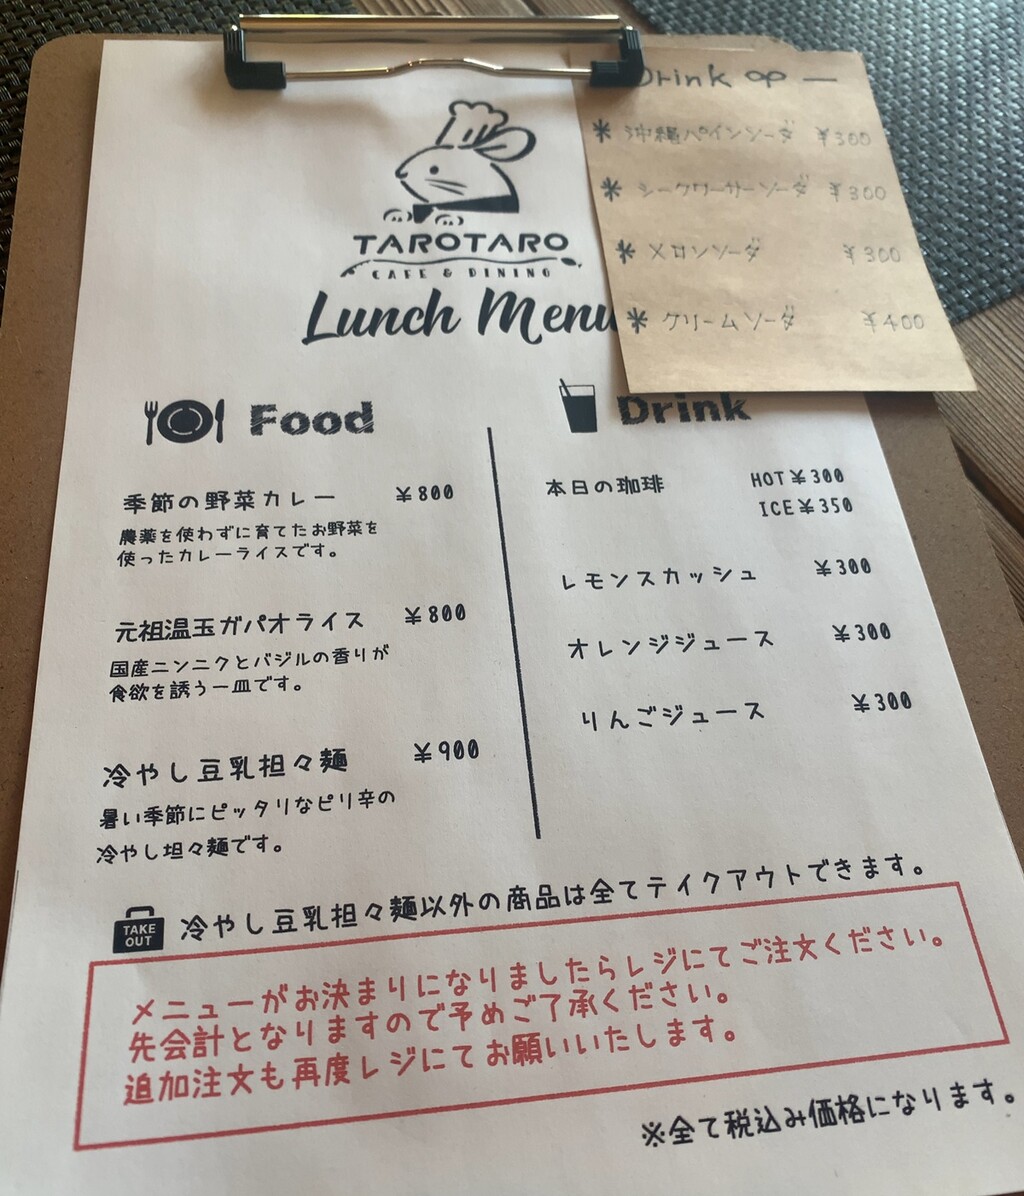 TAROTARO
CAFE & DINING
Lunch Menu
Drink
* 沖縄パインソーダ ¥300
* シークワーサーソーダ ¥300
* メロンソーダ ¥300
* クリームソーダ ¥400
Food
季節の野菜カレー ¥800
農薬を使わずに育てたお野菜を
使ったカレーライスです。
元祖温玉ガパオライス ¥800
国産ニンニクとバジルの香りが
食欲を誘う一皿です。
冷やし豆乳担々麺 ¥900
暑い季節にピッタリなピリ辛の
冷やし坦々麺です。
Drink
本日の珈琲 HOT¥300
ICE¥350
レモンスカッシュ ¥300
オレンジジュース ¥300
りんごジュース ¥300
TAKE
OUT
冷やし豆乳担々麺以外の商品は全てテイクアウトできます。
メニューがお決まりになりましたらレジにてご注文ください。
先会計となりますので予めご了承ください。
追加注文も再度レジにてお願いいたします。
※全て税込み価格になります。